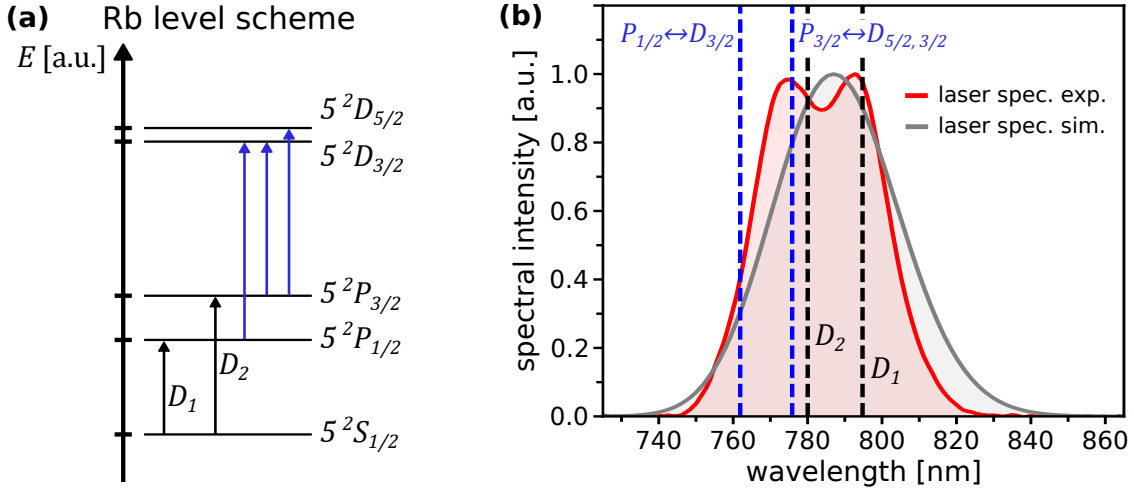 (a) Rb level scheme
E [a.u.]
5 ²D5/2
5 ²D3/2
5 ²P3/2
5 ²P1/2
D2
D1
5 ²S1/2
(b)
P1/2↔D3/2 P3/2↔D5/2, 3/2
spectral intensity [a.u.]
1.0
0.8
0.6
0.4
0.2
0.0
laser spec. exp.
laser spec. sim.
D2
D1
740 760 780 800 820 840 860
wavelength [nm]